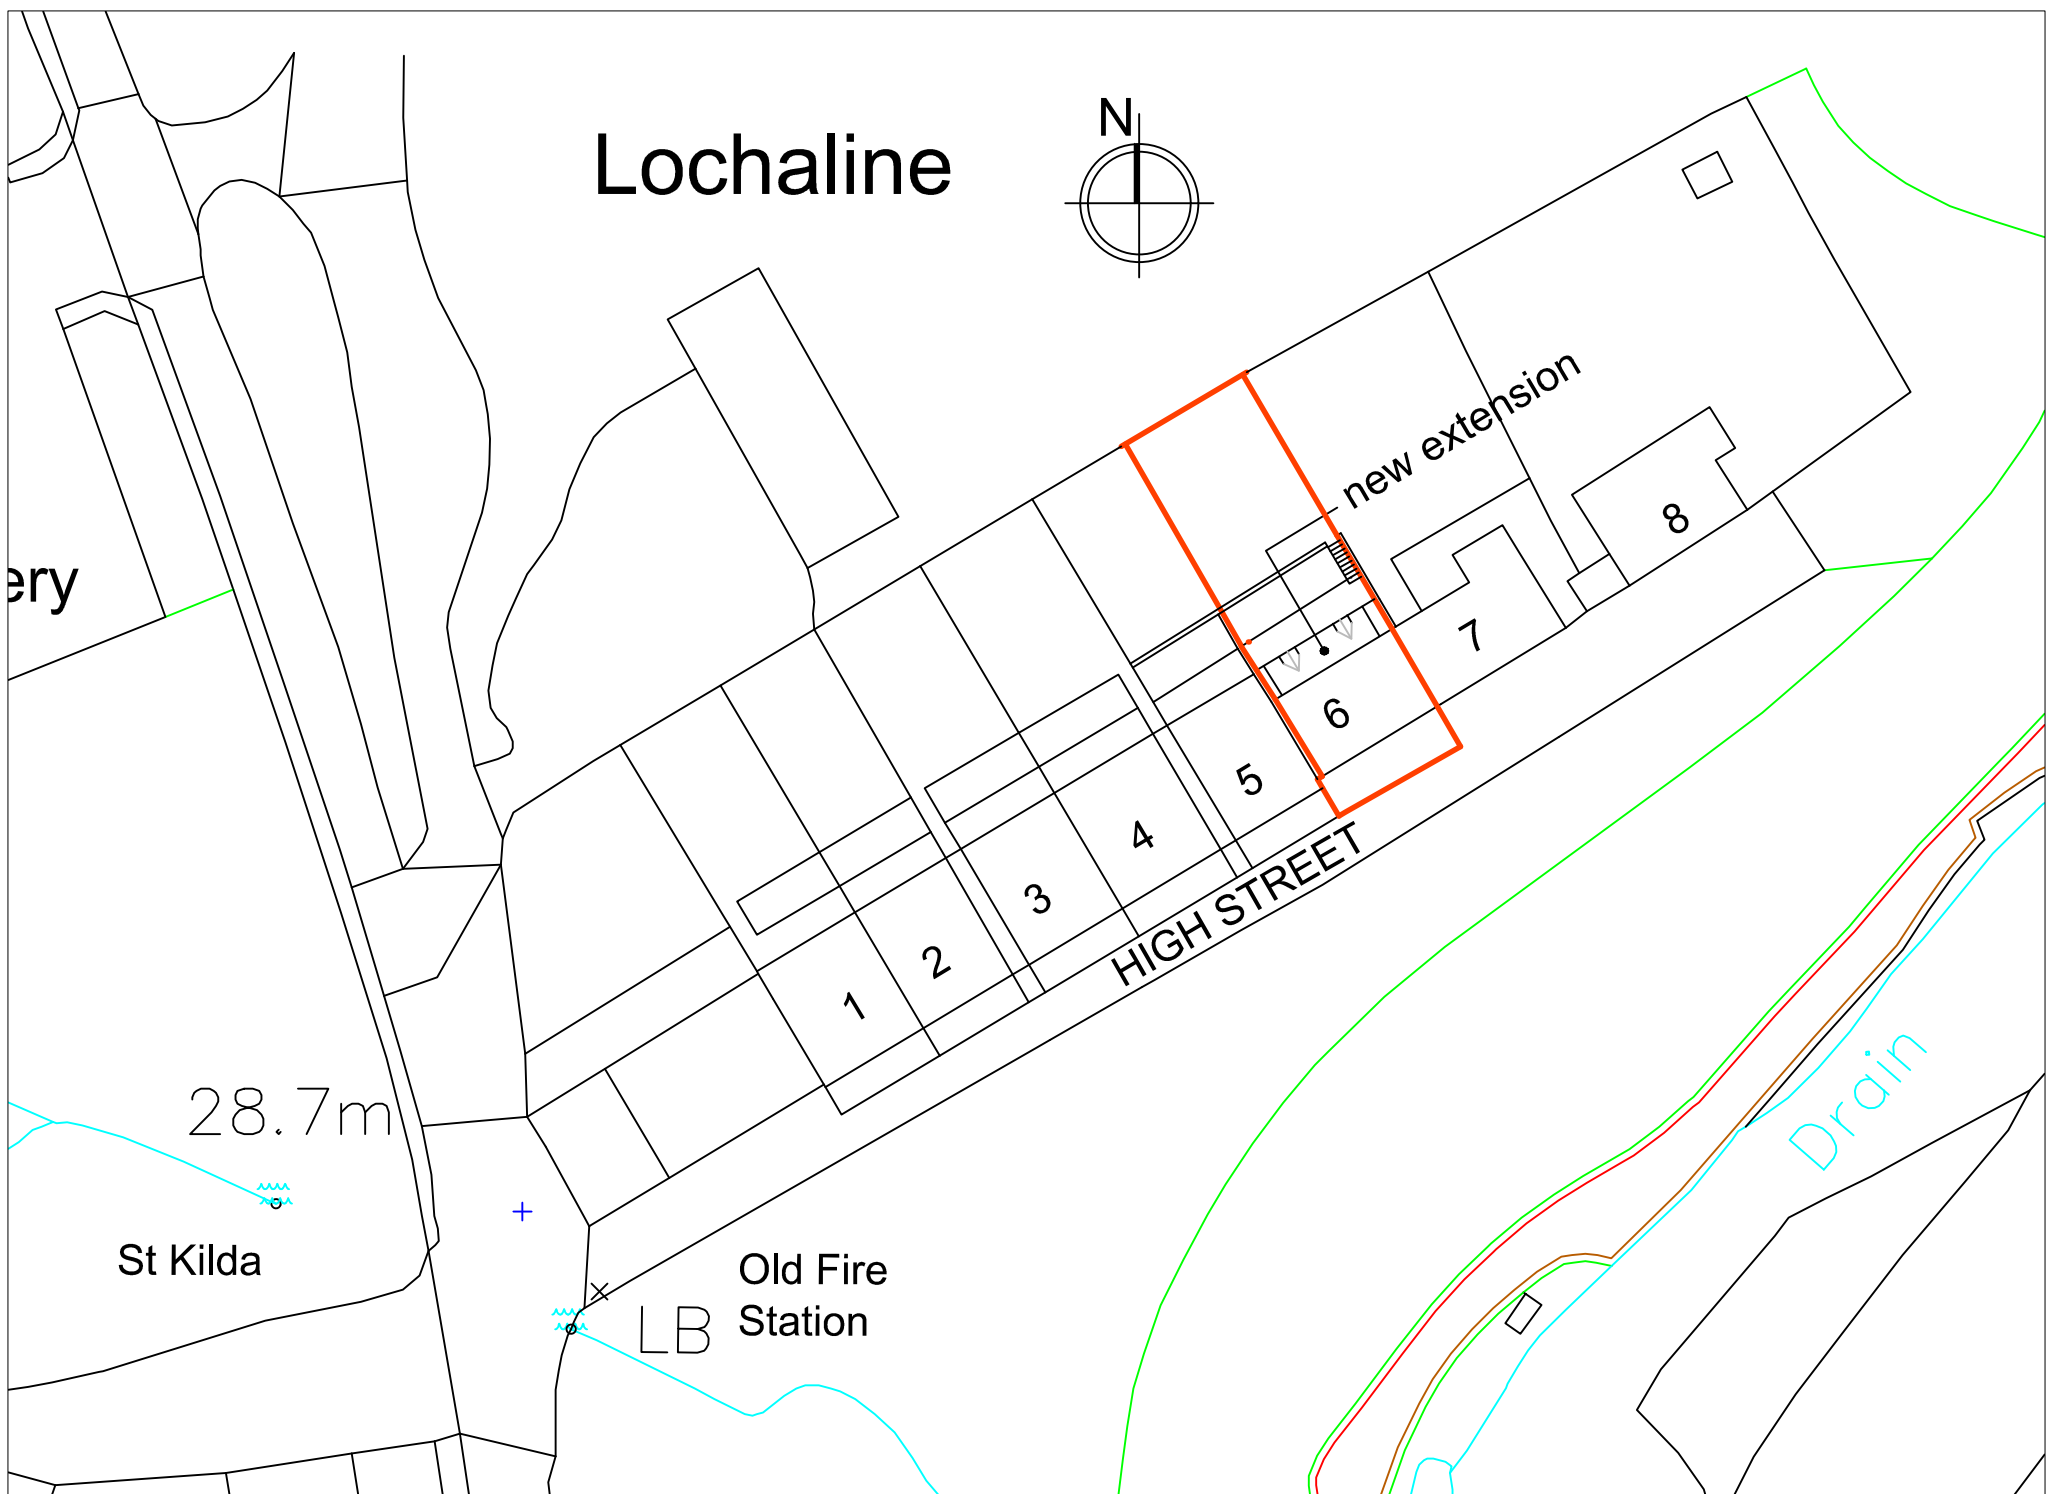 N
Lochaline
new extension
8
ery
7
6
5
4
HIGH STREET
3
2
1
Drain
28.7m
St Kilda
Old Fire
Station
LB